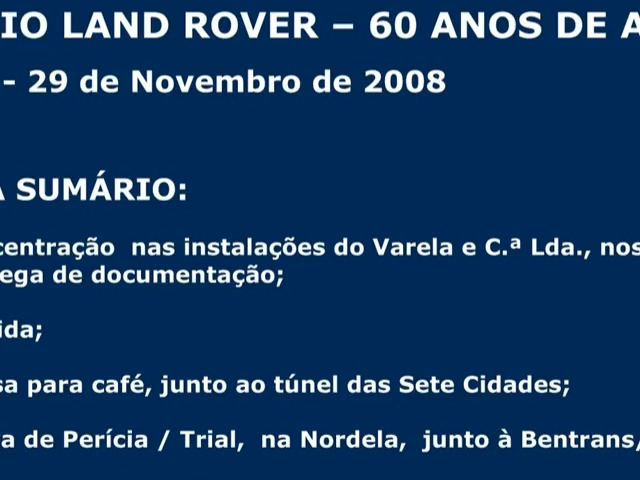 IO LAND ROVER – 60 ANOS DE A
- 29 de Novembro de 2008
A SUMÁRIO:
centração nas instalações do Varela e C.ª Lda., nos
ega de documentação;
ida;
sa para café, junto ao túnel das Sete Cidades;
a de Perícia / Trial, na Nordela, junto à Bentrans/